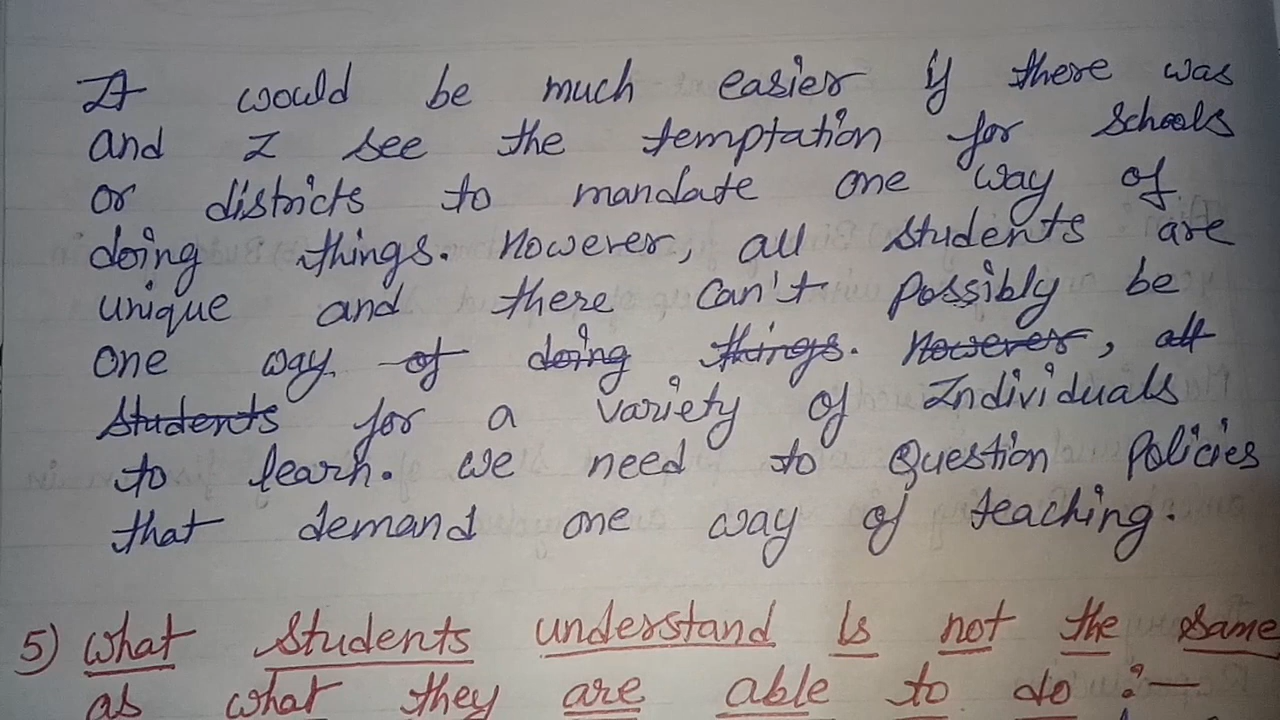 It would be much easier if there was
and I see the temptation for Schools
or districts to mandate one way of
doing things. However, all students are
unique and there can't possibly be
one way of doing things. However, all
Students for a variety of Individuals
to learn. we need to Question Policies
that demand one way of teaching.
5) What Students understand is not the same
as what they are able to do :-